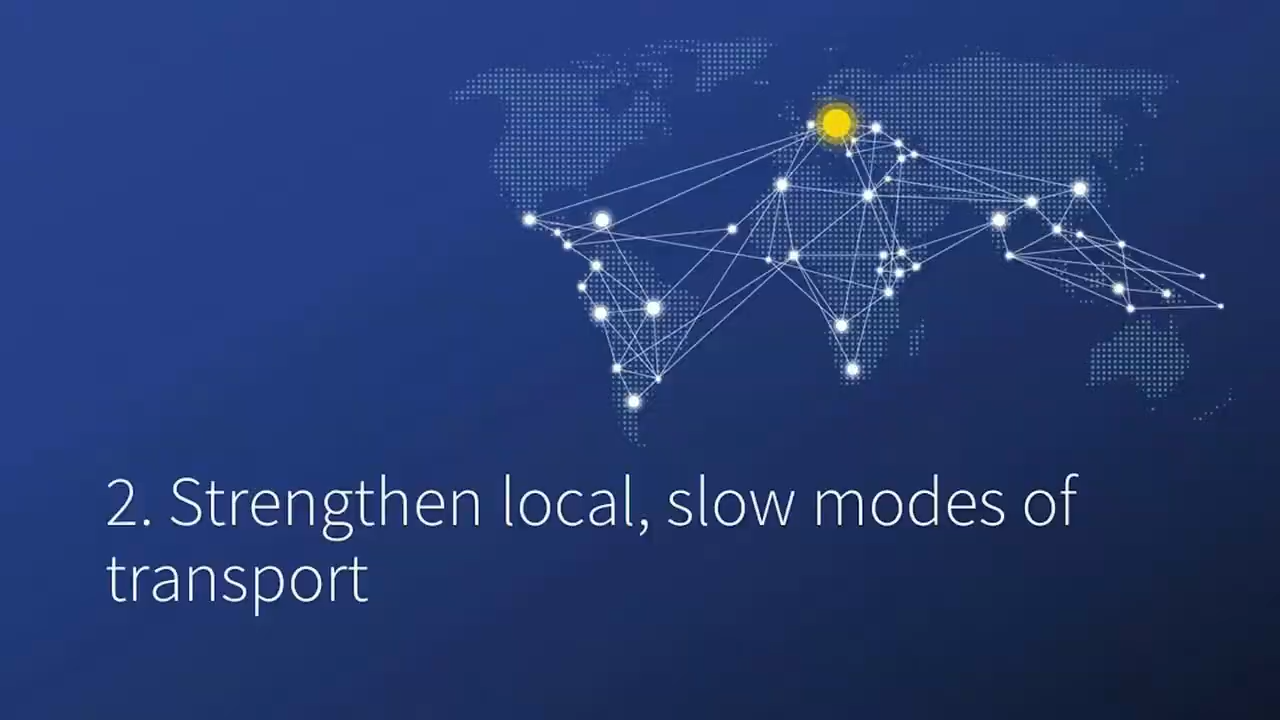 2. Strengthen local, slow modes of
transport